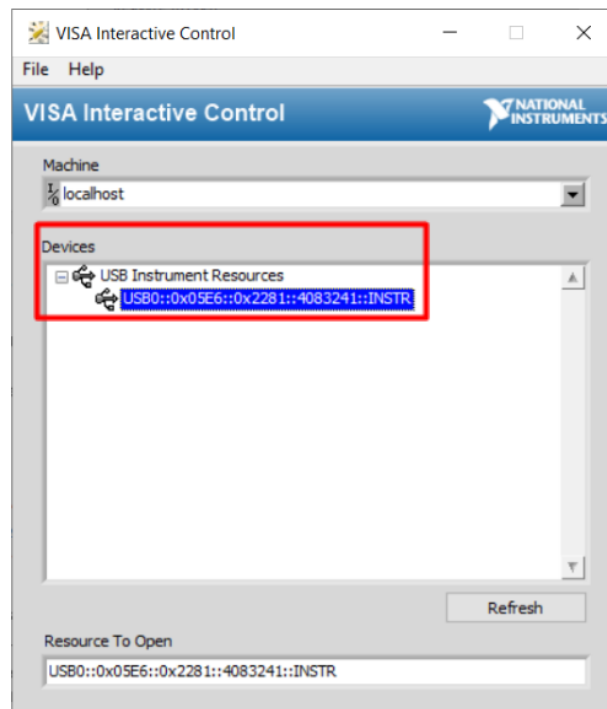 VISA Interactive Control
File Help
VISA Interactive Control
NATIONAL
INSTRUMENTS
Machine
I/0 localhost
Devices
USB Instrument Resources
USB0::0x05E6::0x2281::4083241::INSTR
Refresh
Resource To Open
USB0::0x05E6::0x2281::4083241::INSTR